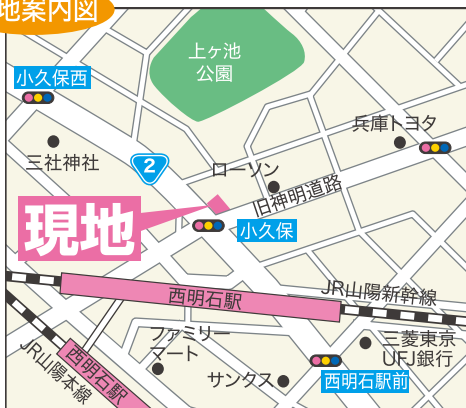 地案内図
上ヶ池
公園
小久保西
兵庫トヨタ
三社神社
2
ローソン
旧神明道路
現地
小久保
西明石駅
JR山陽新幹線
ファミリー
マート
三菱東京
UFJ銀行
JR山陽本線
西明石駅
サンクス
西明石駅前